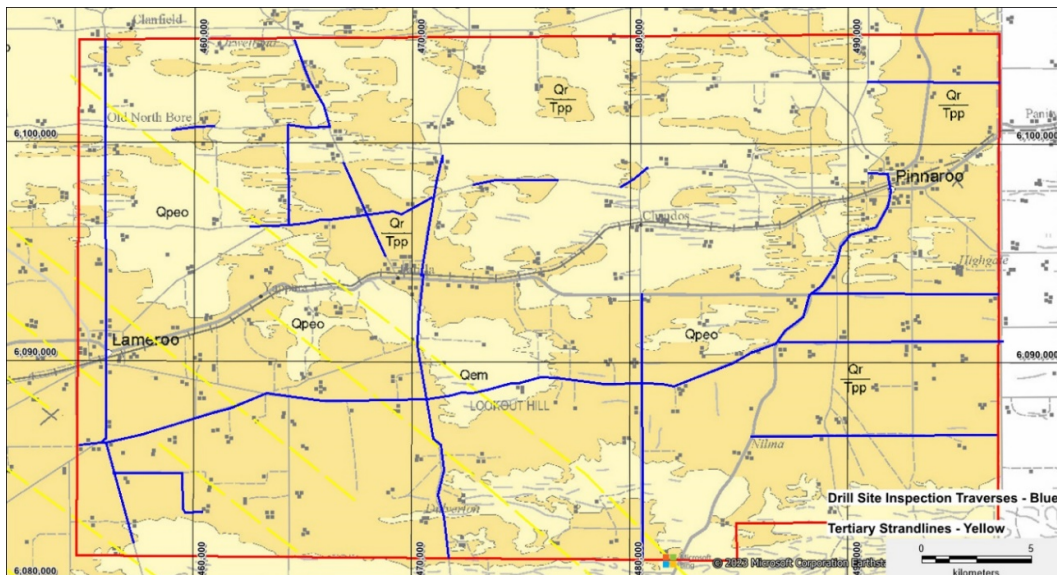 Clanfield
460,000
470,000
480,000
490,000
Qr
Tpp
Qr
Tpp
Old North Bore
6,100,000
6,100,000
Pinnaroo
Qpeo
Qr
Tpp
Chandos
Highgate
Qpeo
Qpeo
Lameroo
6,090,000
6,090,000
Qem
Qr
Tpp
LOOKOUT HILL
Nilma
Drill Site Inspection Traverses - Blue
Tertiary Strandlines - Yellow
6,080,000
460,000
470,000
480,000
490,000
© 2023 Microsoft Corporation Earthsta
0 5
kilometers